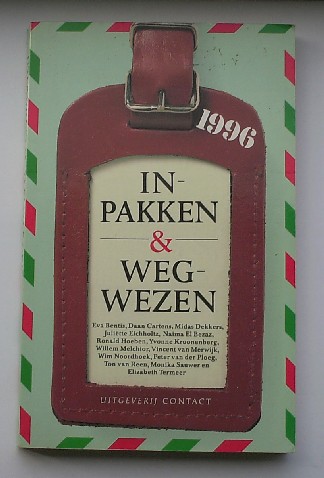 1996
IN-
PAKKEN
&
WEG-
WEZEN
Eva Bentis, Daan Cartens, Midas Dekkers,
Juliette Eichholtz, Naima El Bezaz,
Ronald Hoeben, Yvonne Kroonenberg,
Willem Melchior, Vincent van Merwijk,
Wim Noordhoek, Peter van der Ploeg,
Ton van Reen, Monika Sauwer en
Elisabeth Termeer
UITGEVERIJ CONTACT